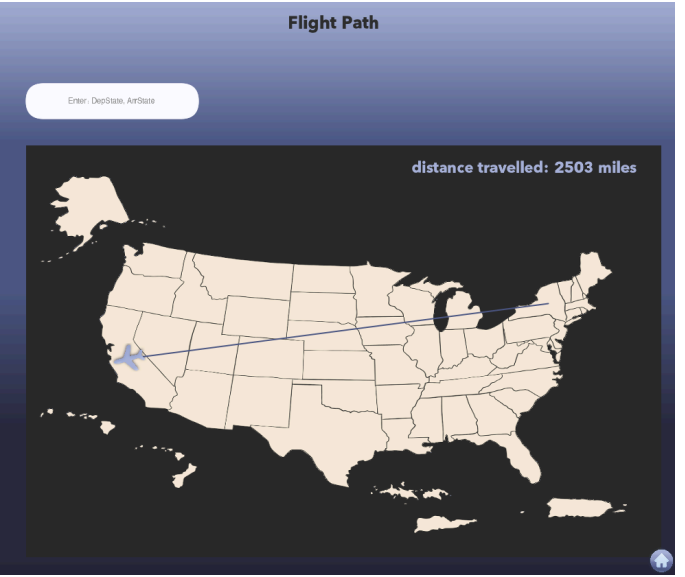 Flight Path
Enter: DepState, ArrState
distance travelled: 2503 miles